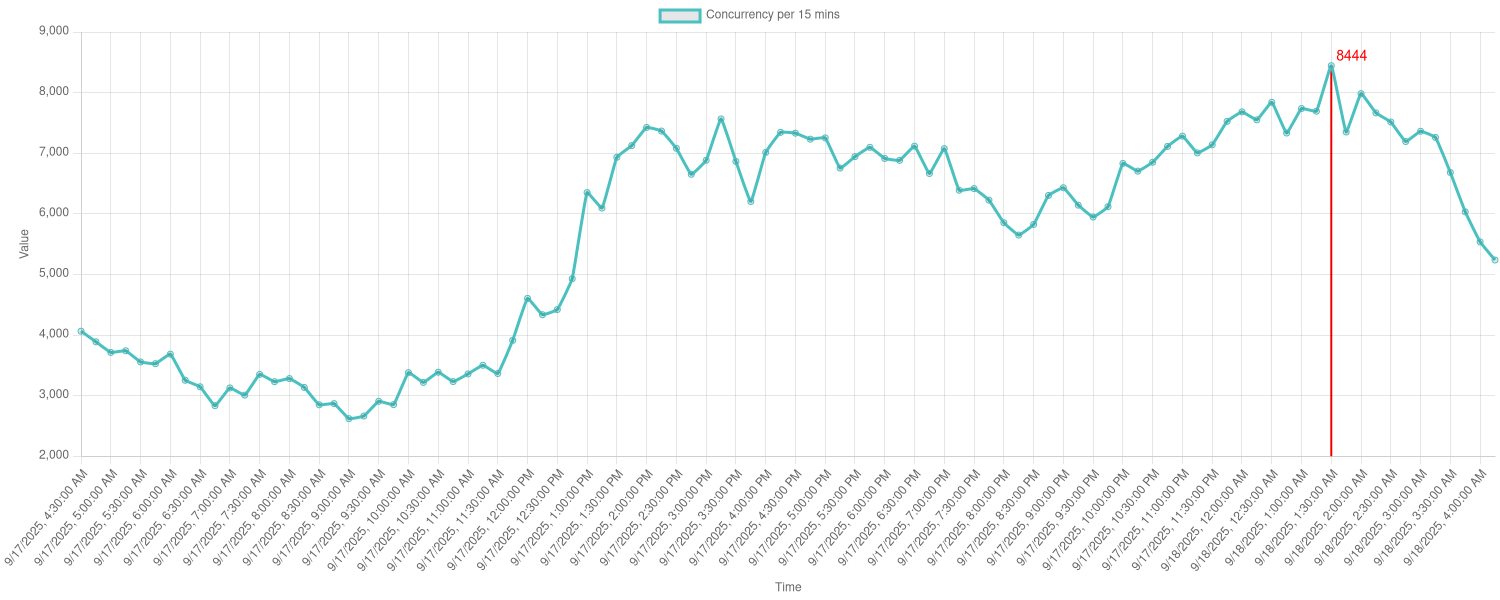 Concurrency per 15 mins
9,000
8,000
7,000
6,000
5,000
4,000
3,000
2,000
Value
8444
9/17/2025, 4:30:00 AM
9/17/2025, 5:00:00 AM
9/17/2025, 5:30:00 AM
9/17/2025, 6:00:00 AM
9/17/2025, 6:30:00 AM
9/17/2025, 7:00:00 AM
9/17/2025, 7:30:00 AM
9/17/2025, 8:00:00 AM
9/17/2025, 8:30:00 AM
9/17/2025, 9:00:00 AM
9/17/2025, 9:30:00 AM
9/17/2025, 10:00:00 AM
9/17/2025, 10:30:00 AM
9/17/2025, 11:00:00 AM
9/17/2025, 11:30:00 AM
9/17/2025, 12:00:00 PM
9/17/2025, 12:30:00 PM
9/17/2025, 1:00:00 PM
9/17/2025, 1:30:00 PM
9/17/2025, 2:00:00 PM
9/17/2025, 2:30:00 PM
9/17/2025, 3:00:00 PM
9/17/2025, 3:30:00 PM
9/17/2025, 4:00:00 PM
9/17/2025, 4:30:00 PM
9/17/2025, 5:00:00 PM
9/17/2025, 5:30:00 PM
9/17/2025, 6:00:00 PM
9/17/2025, 6:30:00 PM
9/17/2025, 7:00:00 PM
9/17/2025, 7:30:00 PM
9/17/2025, 8:00:00 PM
9/17/2025, 8:30:00 PM
9/17/2025, 9:00:00 PM
9/17/2025, 9:30:00 PM
9/17/2025, 10:00:00 PM
9/17/2025, 10:30:00 PM
9/17/2025, 11:00:00 PM
9/17/2025, 11:30:00 PM
9/18/2025, 12:00:00 AM
9/18/2025, 12:30:00 AM
9/18/2025, 1:00:00 AM
9/18/2025, 1:30:00 AM
9/18/2025, 2:00:00 AM
9/18/2025, 2:30:00 AM
9/18/2025, 3:00:00 AM
9/18/2025, 3:30:00 AM
9/18/2025, 4:00:00 AM
Time